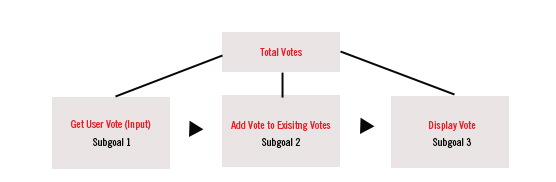 Total Votes
Get User Vote (Input)
Subgoal 1
Add Vote to Exisitng Votes
Subgoal 2
Display Vote
Subgoal 3